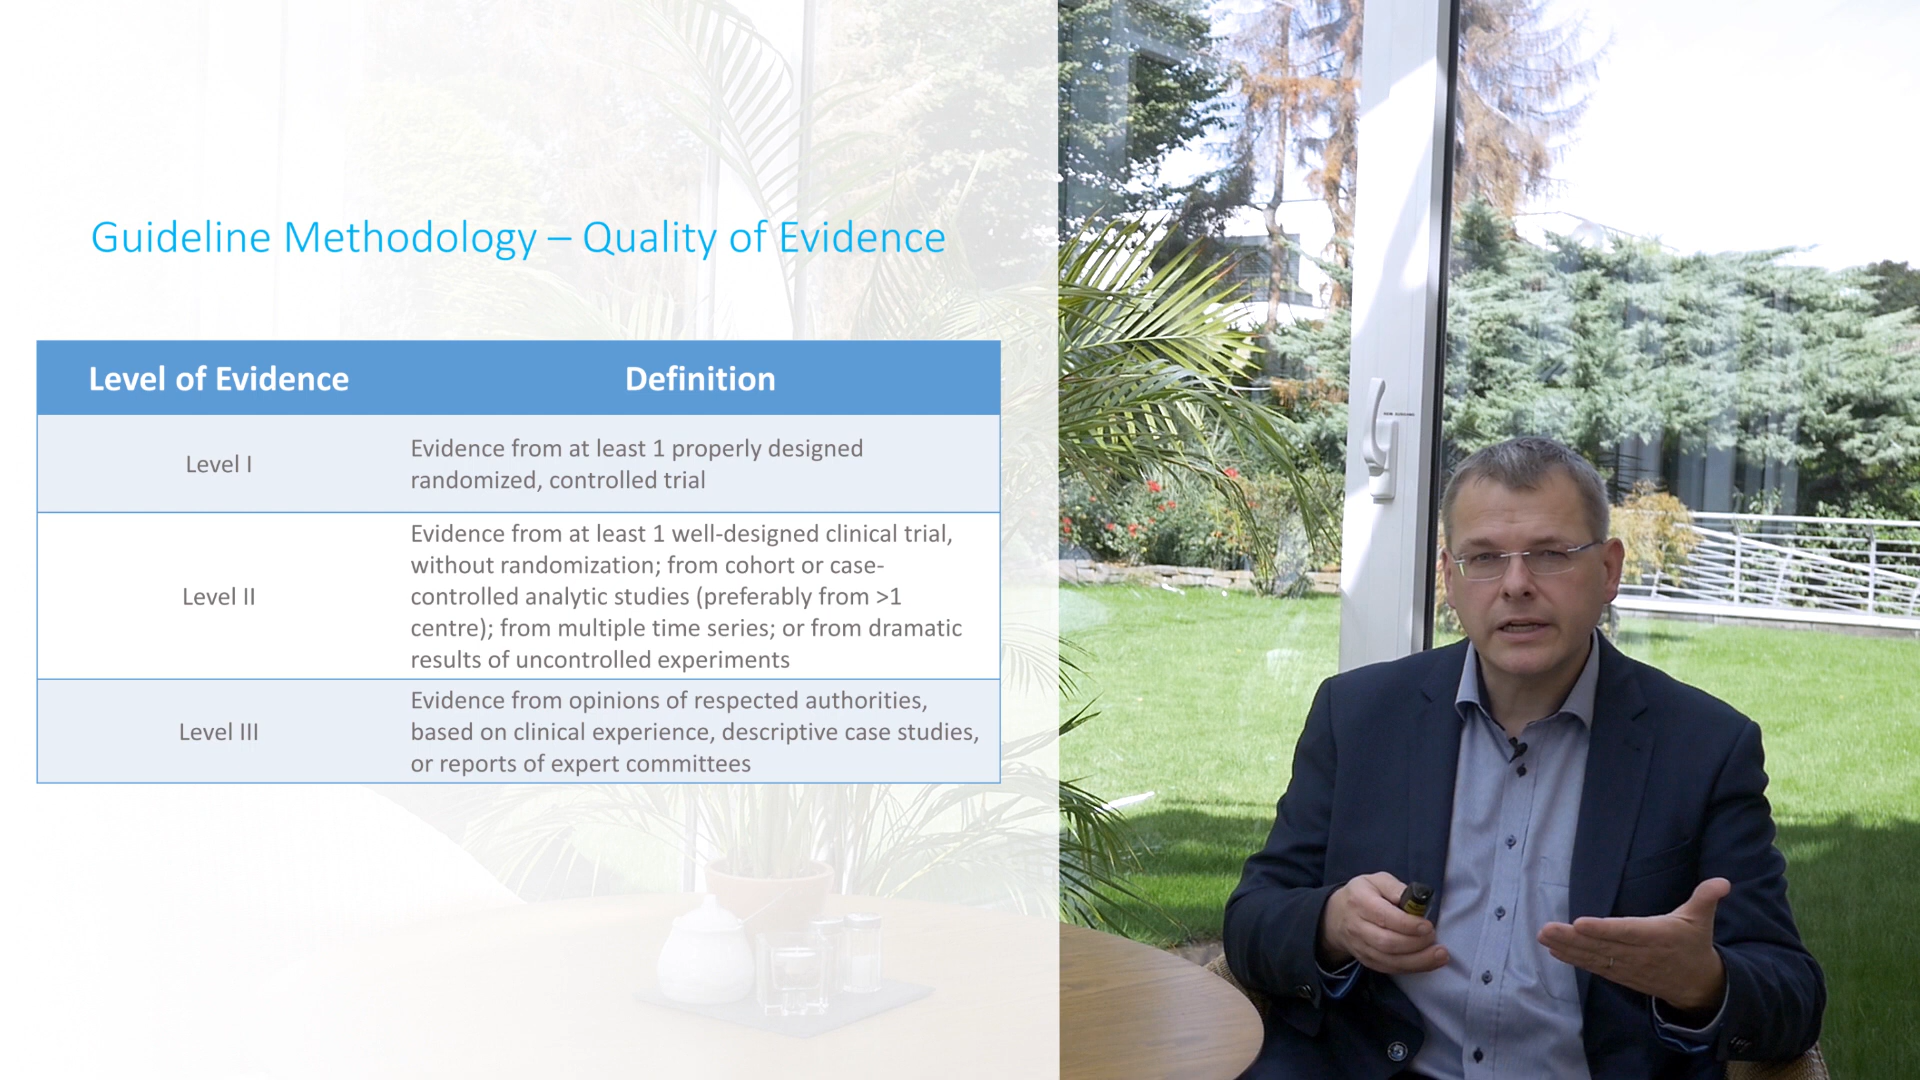 Guideline Methodology – Quality of Evidence
Level of Evidence
Definition
Level I
Evidence from at least 1 properly designed
randomized, controlled trial
Level II
Evidence from at least 1 well-designed clinical trial,
without randomization; from cohort or case-
controlled analytic studies (preferably from >1
centre); from multiple time series; or from dramatic
results of uncontrolled experiments
Level III
Evidence from opinions of respected authorities,
based on clinical experience, descriptive case studies,
or reports of expert committees